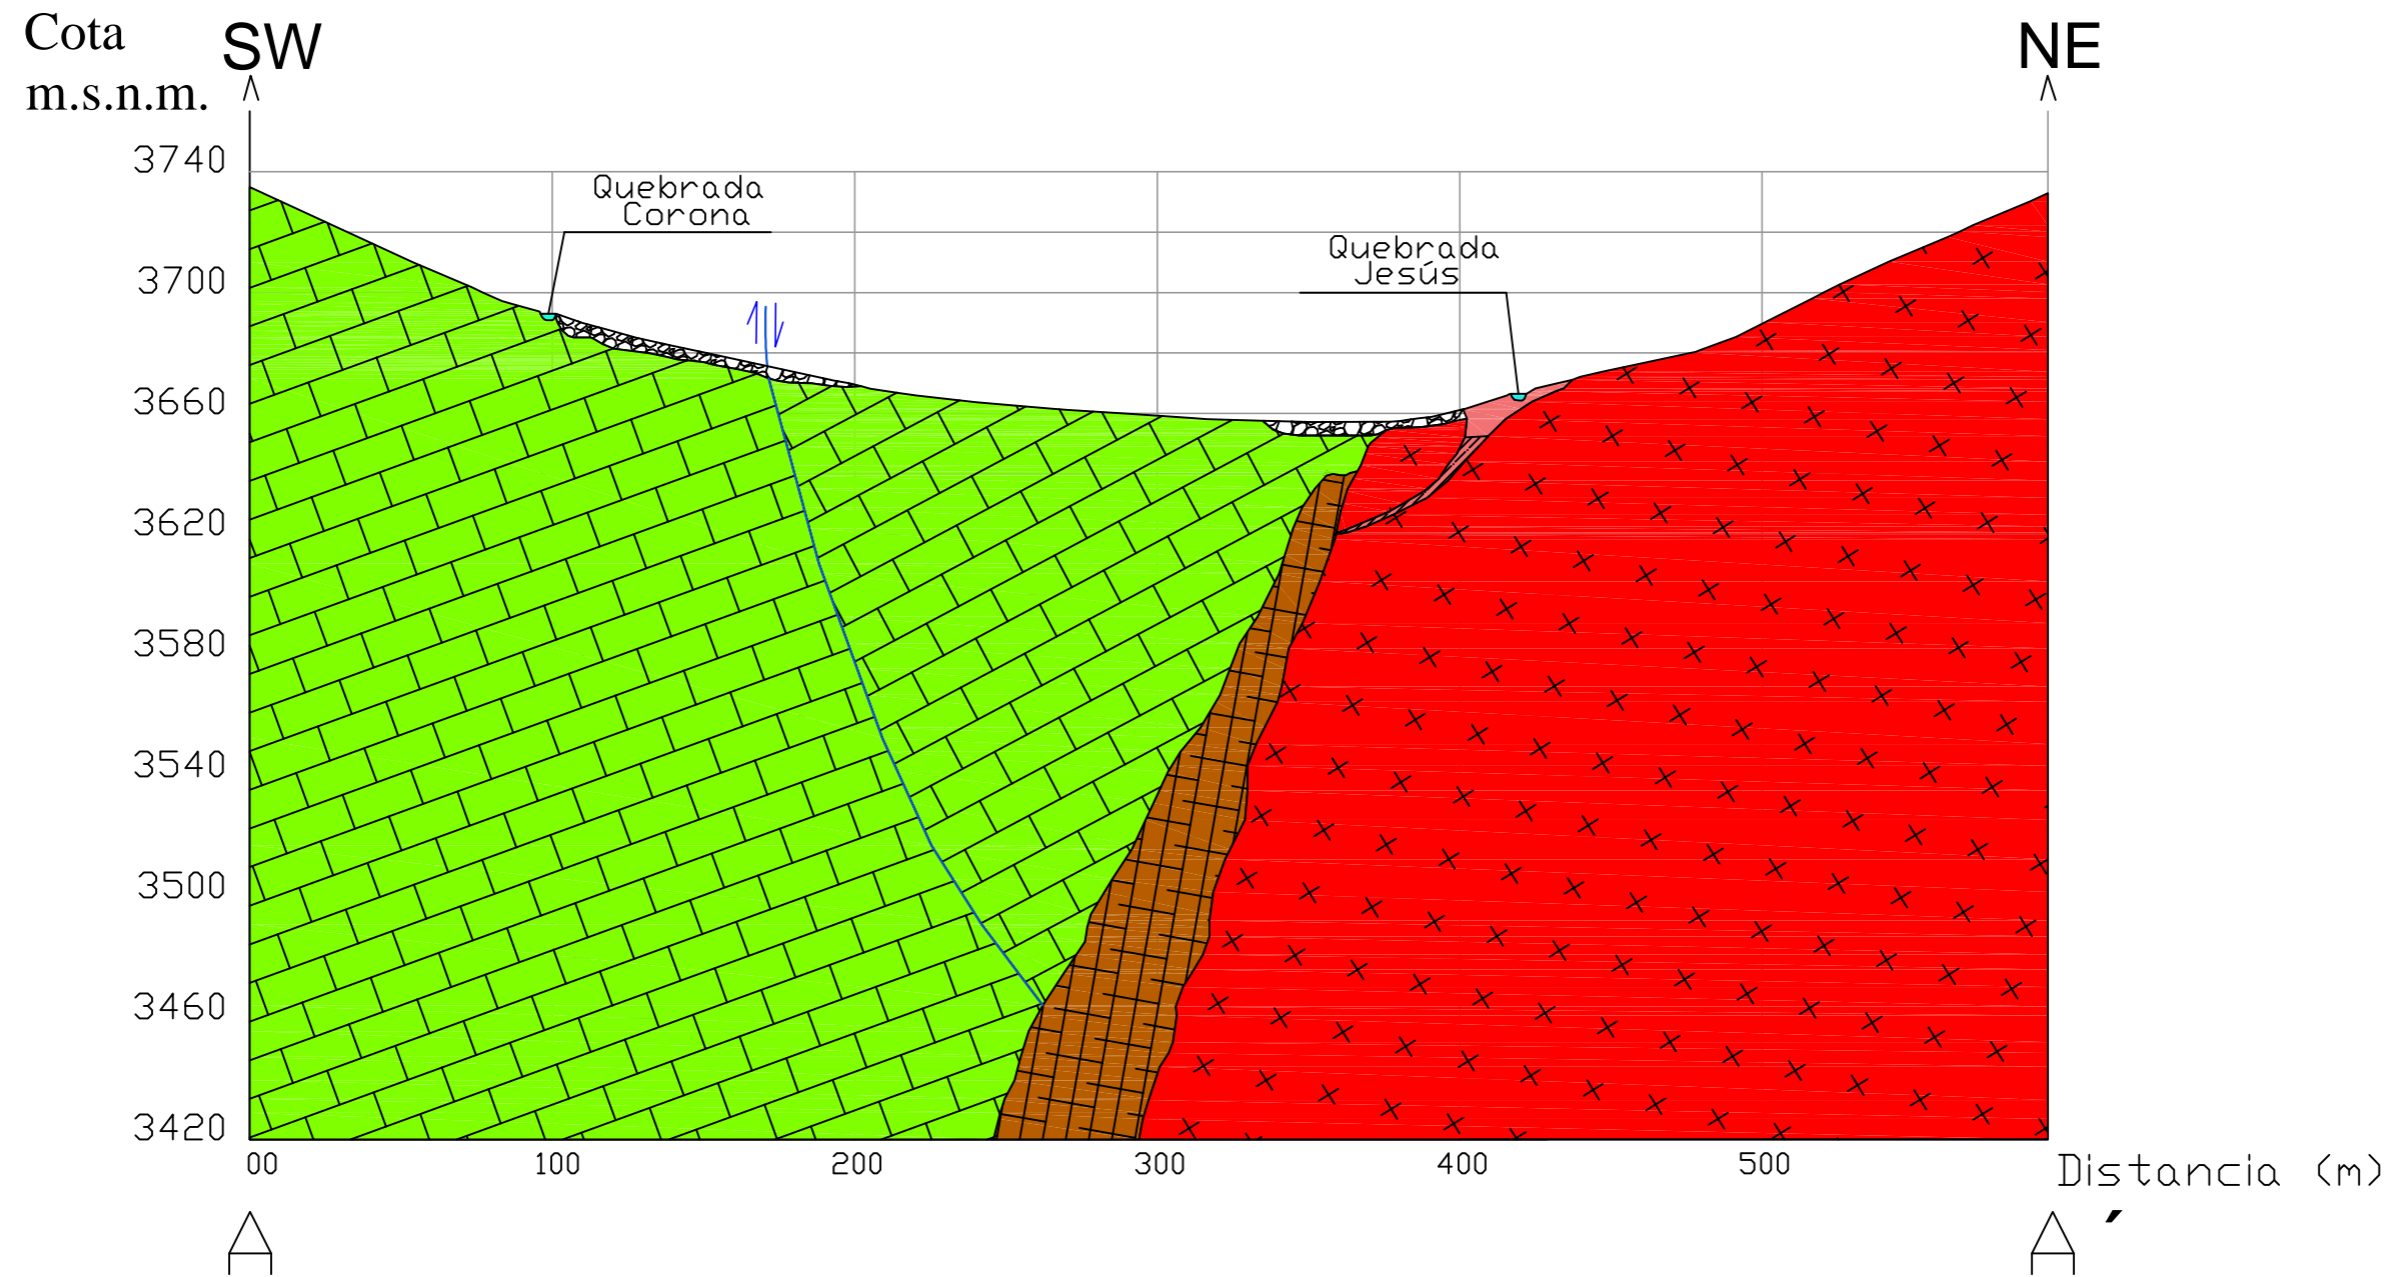 Cota
SW
NE
m.s.n.m.
3740
Quebrada
Corona
Quebrada
Jesús
3700
3660
3620
3580
3540
3500
3460
3420
00 100 200 300 400 500
Distancia (m)
A
A´